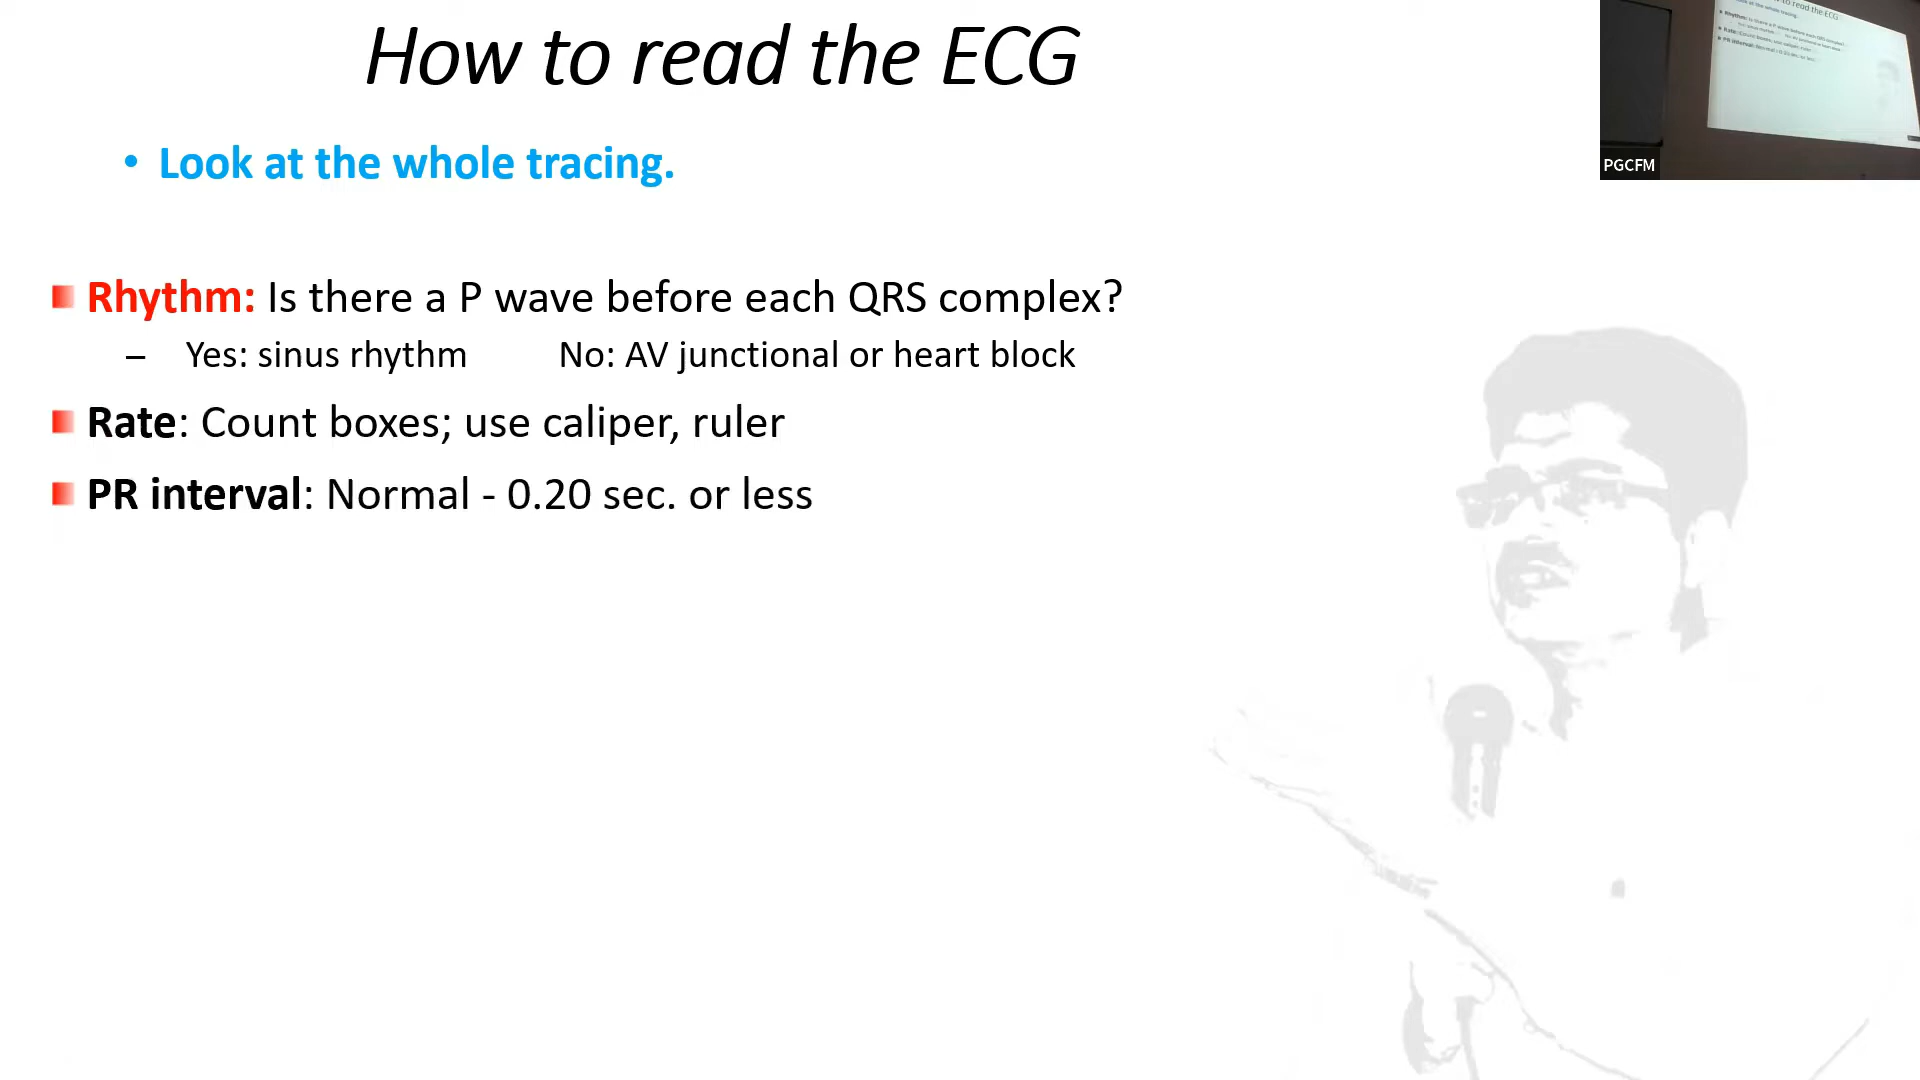 How to read the ECG
• Look at the whole tracing.
Rhythm: Is there a P wave before each QRS complex?
– Yes: sinus rhythm No: AV junctional or heart block
Rate: Count boxes; use caliper, ruler
PR interval: Normal - 0.20 sec. or less
PGCFM